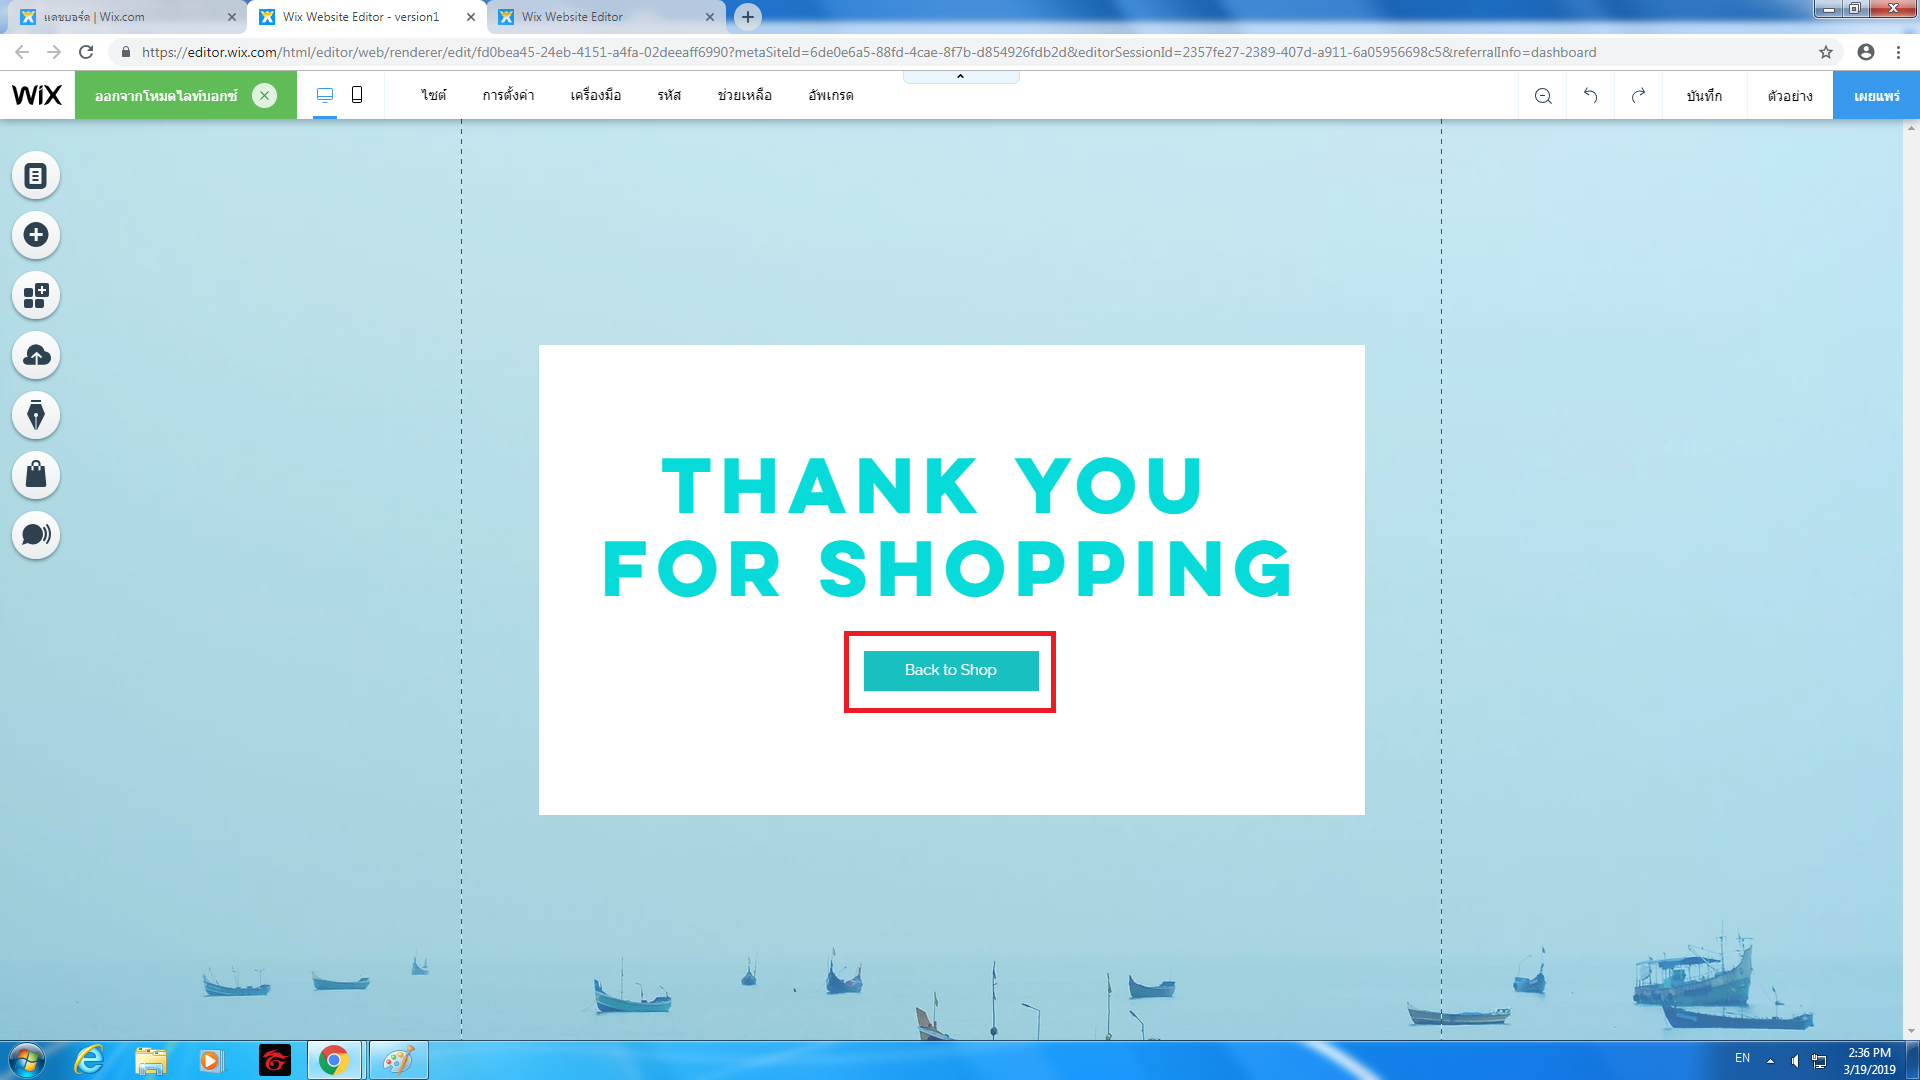 แดชบอร์ด | Wix.com
Wix Website Editor - version1
Wix Website Editor
https://editor.wix.com/html/editor/web/renderer/edit/fd0bea45-24eb-4151-a4fa-02deeaff6990?metaSiteId=6de0e6a5-88fd-4cae-8f7b-d854926fdb2d&editorSessionId=2357fe27-2389-407d-a911-6a05956698c5&referralInfo=dashboard
WiX ออกจากโหมดไลท์บอกซ์ ไซต์ การตั้งค่า เครื่องมือ รหัส ช่วยเหลือ อัพเกรด บันทึก ตัวอย่าง เผยแพร่
THANK YOU
FOR SHOPPING
Back to Shop
EN
2:36 PM
3/19/2019